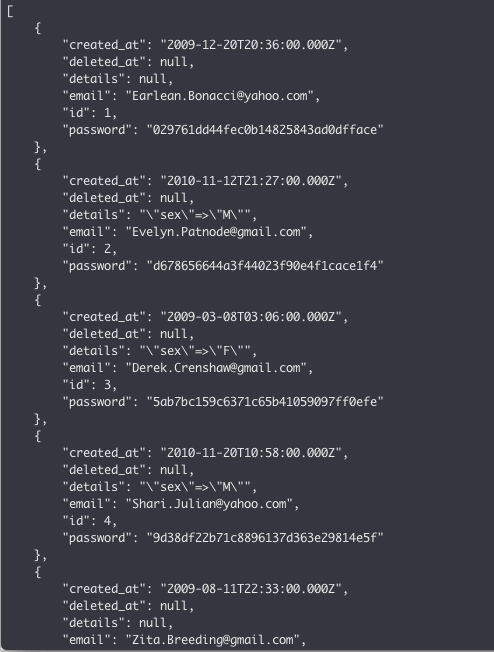 [
    {
        "created_at": "2009-12-20T20:36:00.000Z",
        "deleted_at": null,
        "details": null,
        "email": "Earlean.Bonacci@yahoo.com",
        "id": 1,
        "password": "029761dd44fec0b14825843ad0dfface"
    },
    {
        "created_at": "2010-11-12T21:27:00.000Z",
        "deleted_at": null,
        "details": "\"sex\"=>\"M\"",
        "email": "Evelyn.Patnode@gmail.com",
        "id": 2,
        "password": "d678656644a3f44023f90e4f1cace1f4"
    },
    {
        "created_at": "2009-03-08T03:06:00.000Z",
        "deleted_at": null,
        "details": "\"sex\"=>\"F\"",
        "email": "Derek.Crenshaw@gmail.com",
        "id": 3,
        "password": "5ab7bc159c6371c65b41059097ff0efe"
    },
    {
        "created_at": "2010-11-20T10:58:00.000Z",
        "deleted_at": null,
        "details": "\"sex\"=>\"M\"",
        "email": "Shari.Julian@yahoo.com",
        "id": 4,
        "password": "9d38df22b71c8896137d363e29814e5f"
    },
    {
        "created_at": "2009-08-11T22:33:00.000Z",
        "deleted_at": null,
        "details": null,
        "email": "Zita.Breeding@gmail.com",